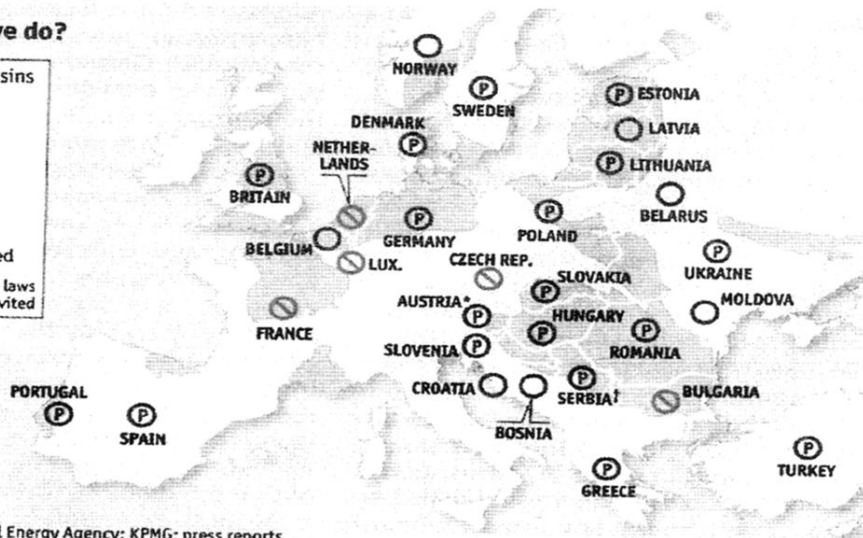 ve do?
sins
ed
laws
vited
NORWAY
SWEDEN
P
ESTONIA
P
LATVIA
DENMARK
P
NETHER-
LANDS
LITHUANIA
P
BRITAIN
P
BELARUS
BELGIUM
GERMANY
P
POLAND
P
UKRAINE
P
LUX.
CZECH REP.
SLOVAKIA
P
MOLDOVA
AUSTRIA*
P
HUNGARY
P
FRANCE
ROMANIA
P
SLOVENIA
P
PORTUGAL
P
SPAIN
P
CROATIA
BOSNIA
SERBIA†
P
BULGARIA
GREECE
P
TURKEY
P
l Energy Agency; KPMG; press reports